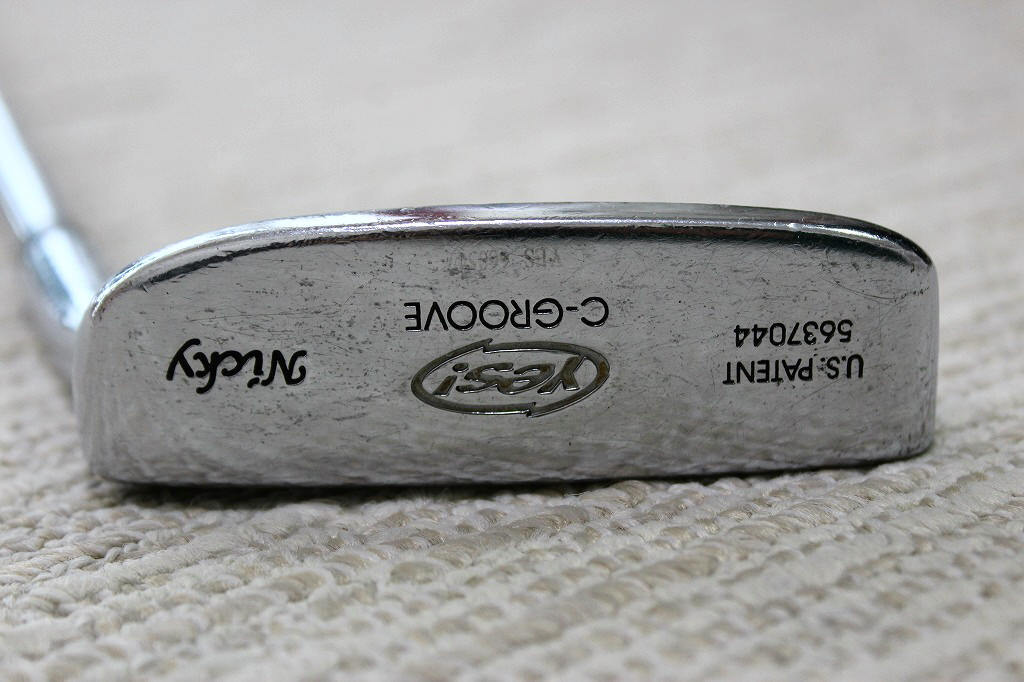 U.S. PATENT
5637044
Yes!
C-GROOVE
Nicky